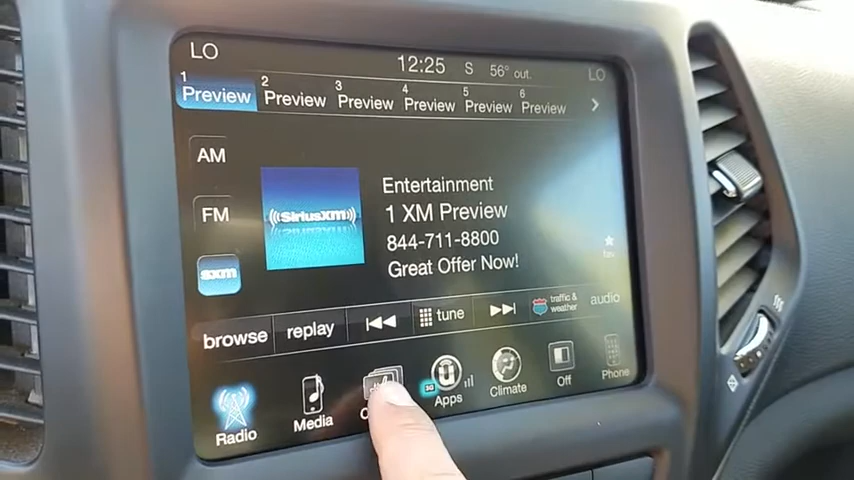 LO 12:25 S 56° out. LO
1 Preview 2 Preview 3 Preview 4 Preview 5 Preview 6 Preview
AM
FM
sxm
((SiriusXM))
Entertainment
1 XM Preview
844-711-8800
Great Offer Now!
fav
browse replay tune traffic & weather audio
Radio Media 3G Apps Climate Off Phone